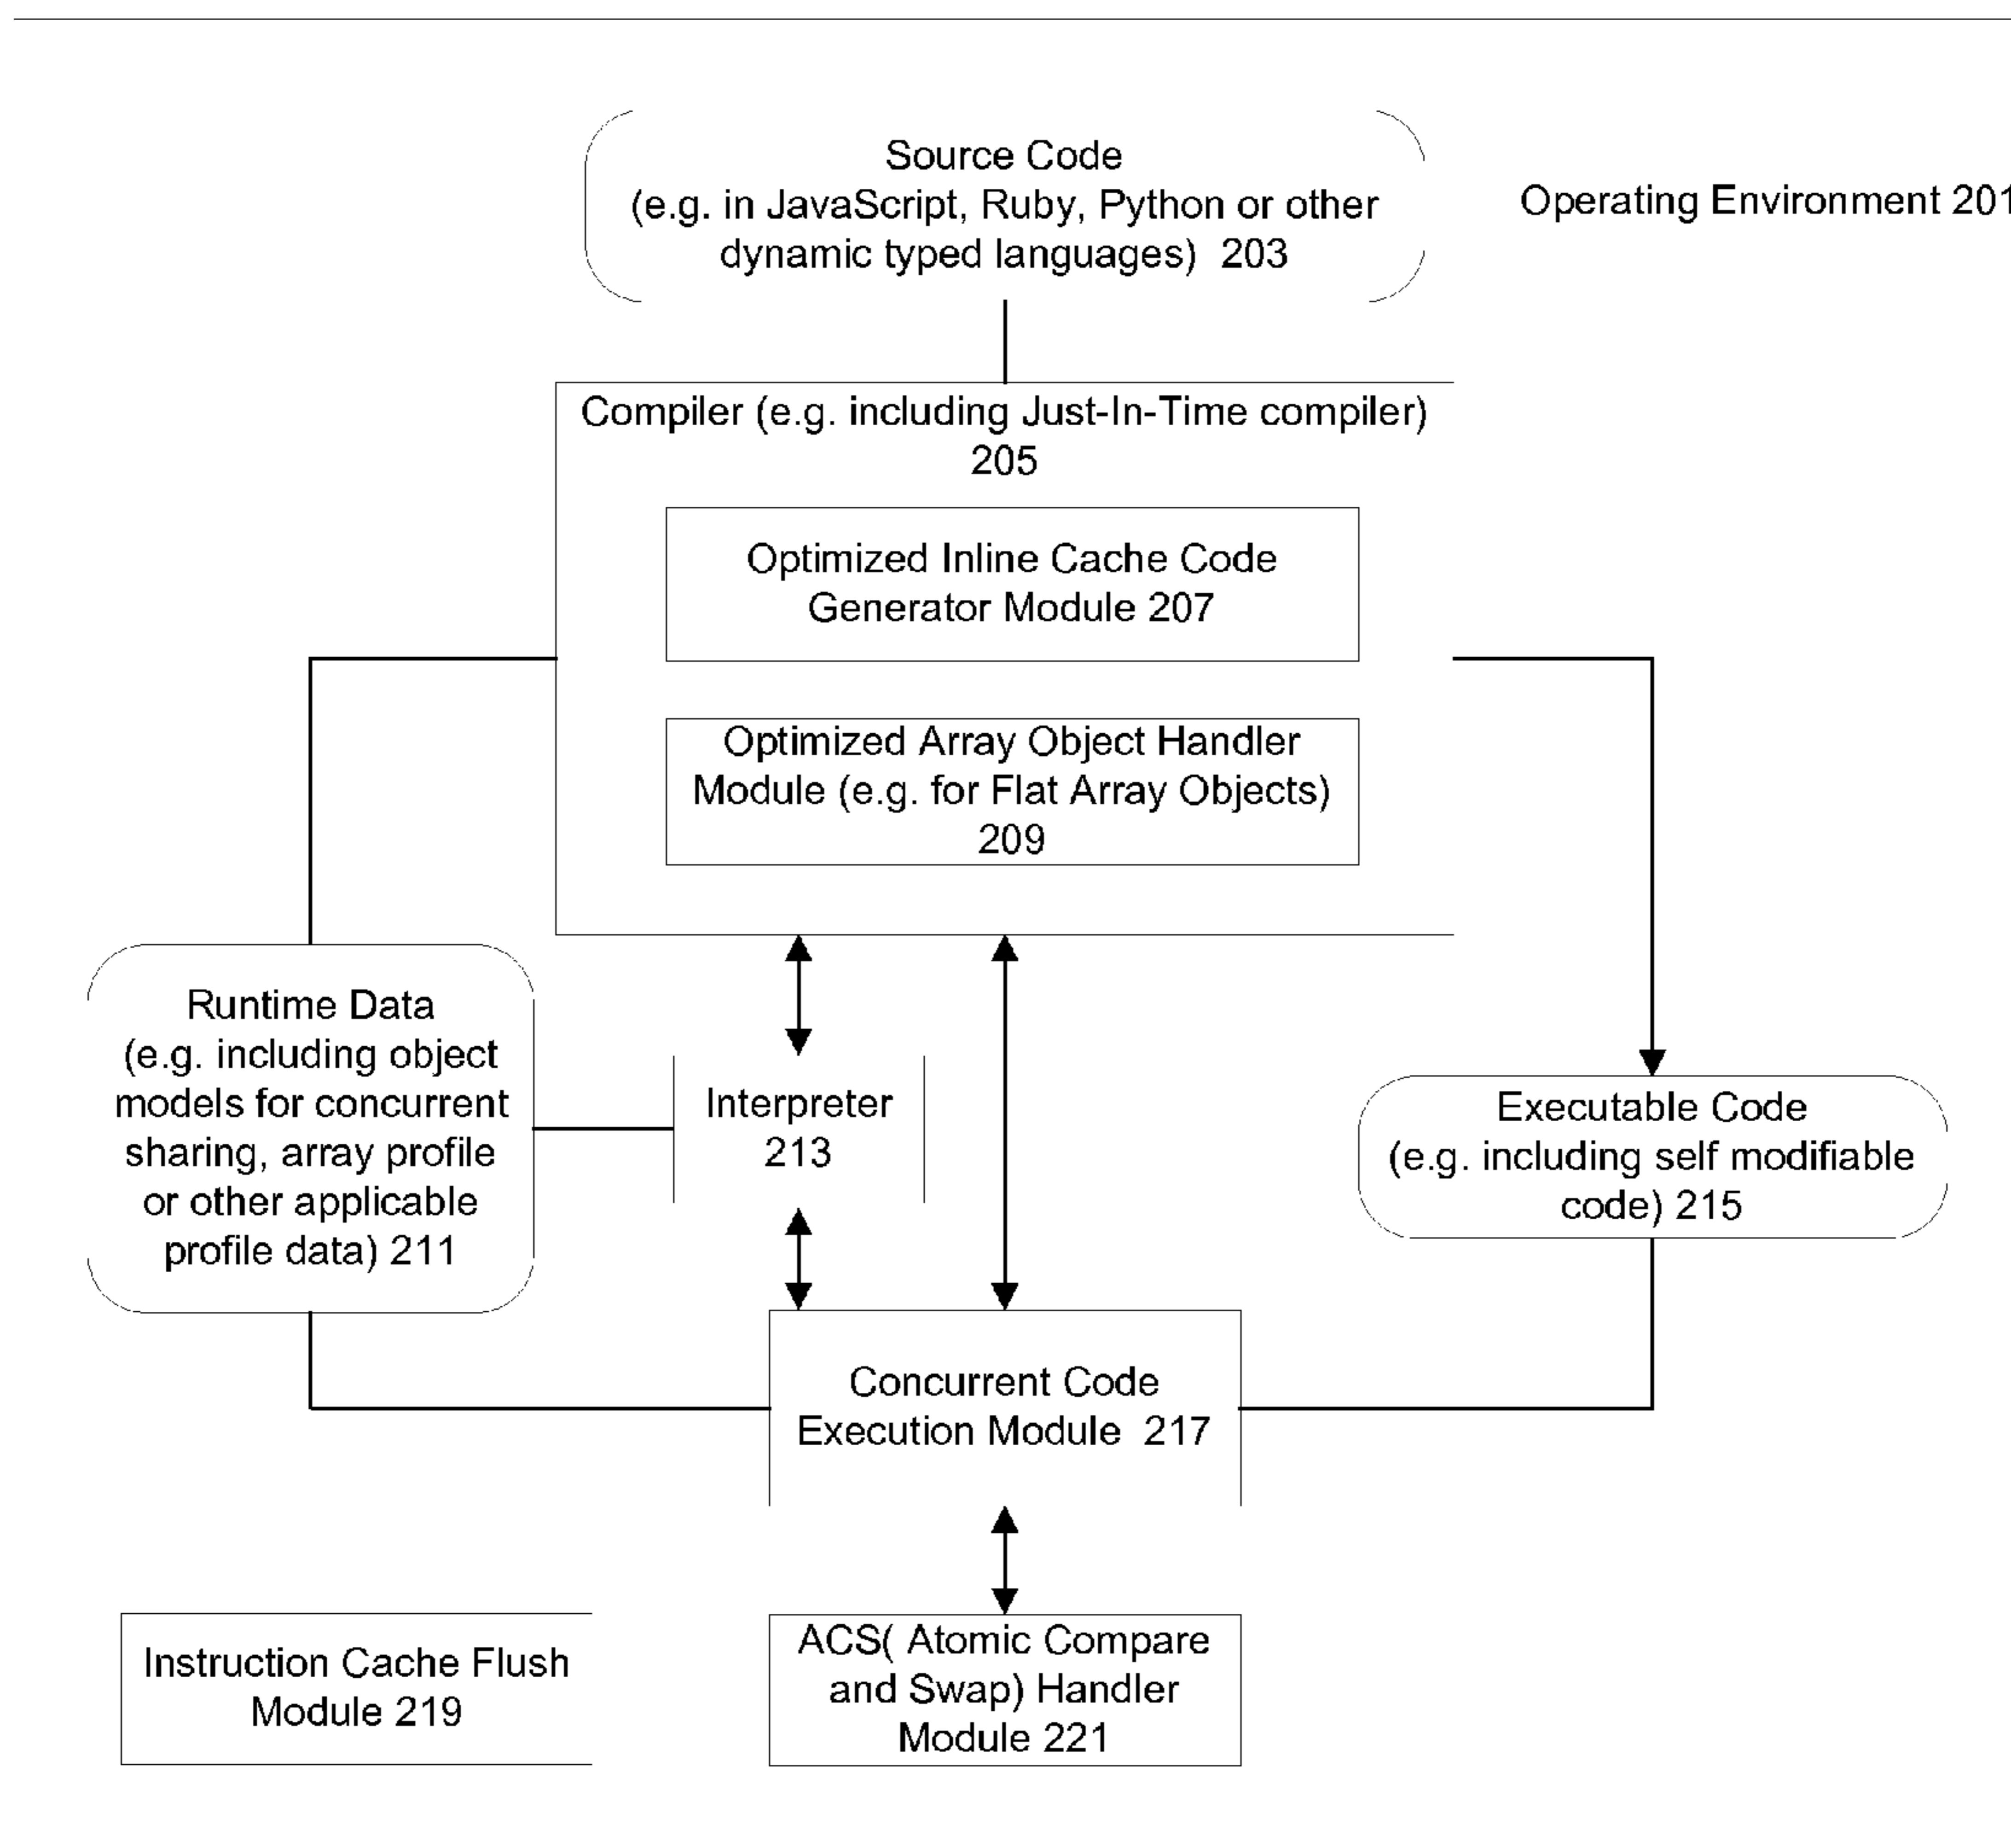 Source Code
(e.g. in JavaScript, Ruby, Python or other
dynamic typed languages) 203
Operating Environment 201
Compiler (e.g. including Just-In-Time compiler)
205
Optimized Inline Cache Code
Generator Module 207
Optimized Array Object Handler
Module (e.g. for Flat Array Objects)
209
Runtime Data
(e.g. including object
models for concurrent
sharing, array profile
or other applicable
profile data) 211
Interpreter
213
Executable Code
(e.g. including self modifiable
code) 215
Concurrent Code
Execution Module 217
Instruction Cache Flush
Module 219
ACS( Atomic Compare
and Swap) Handler
Module 221